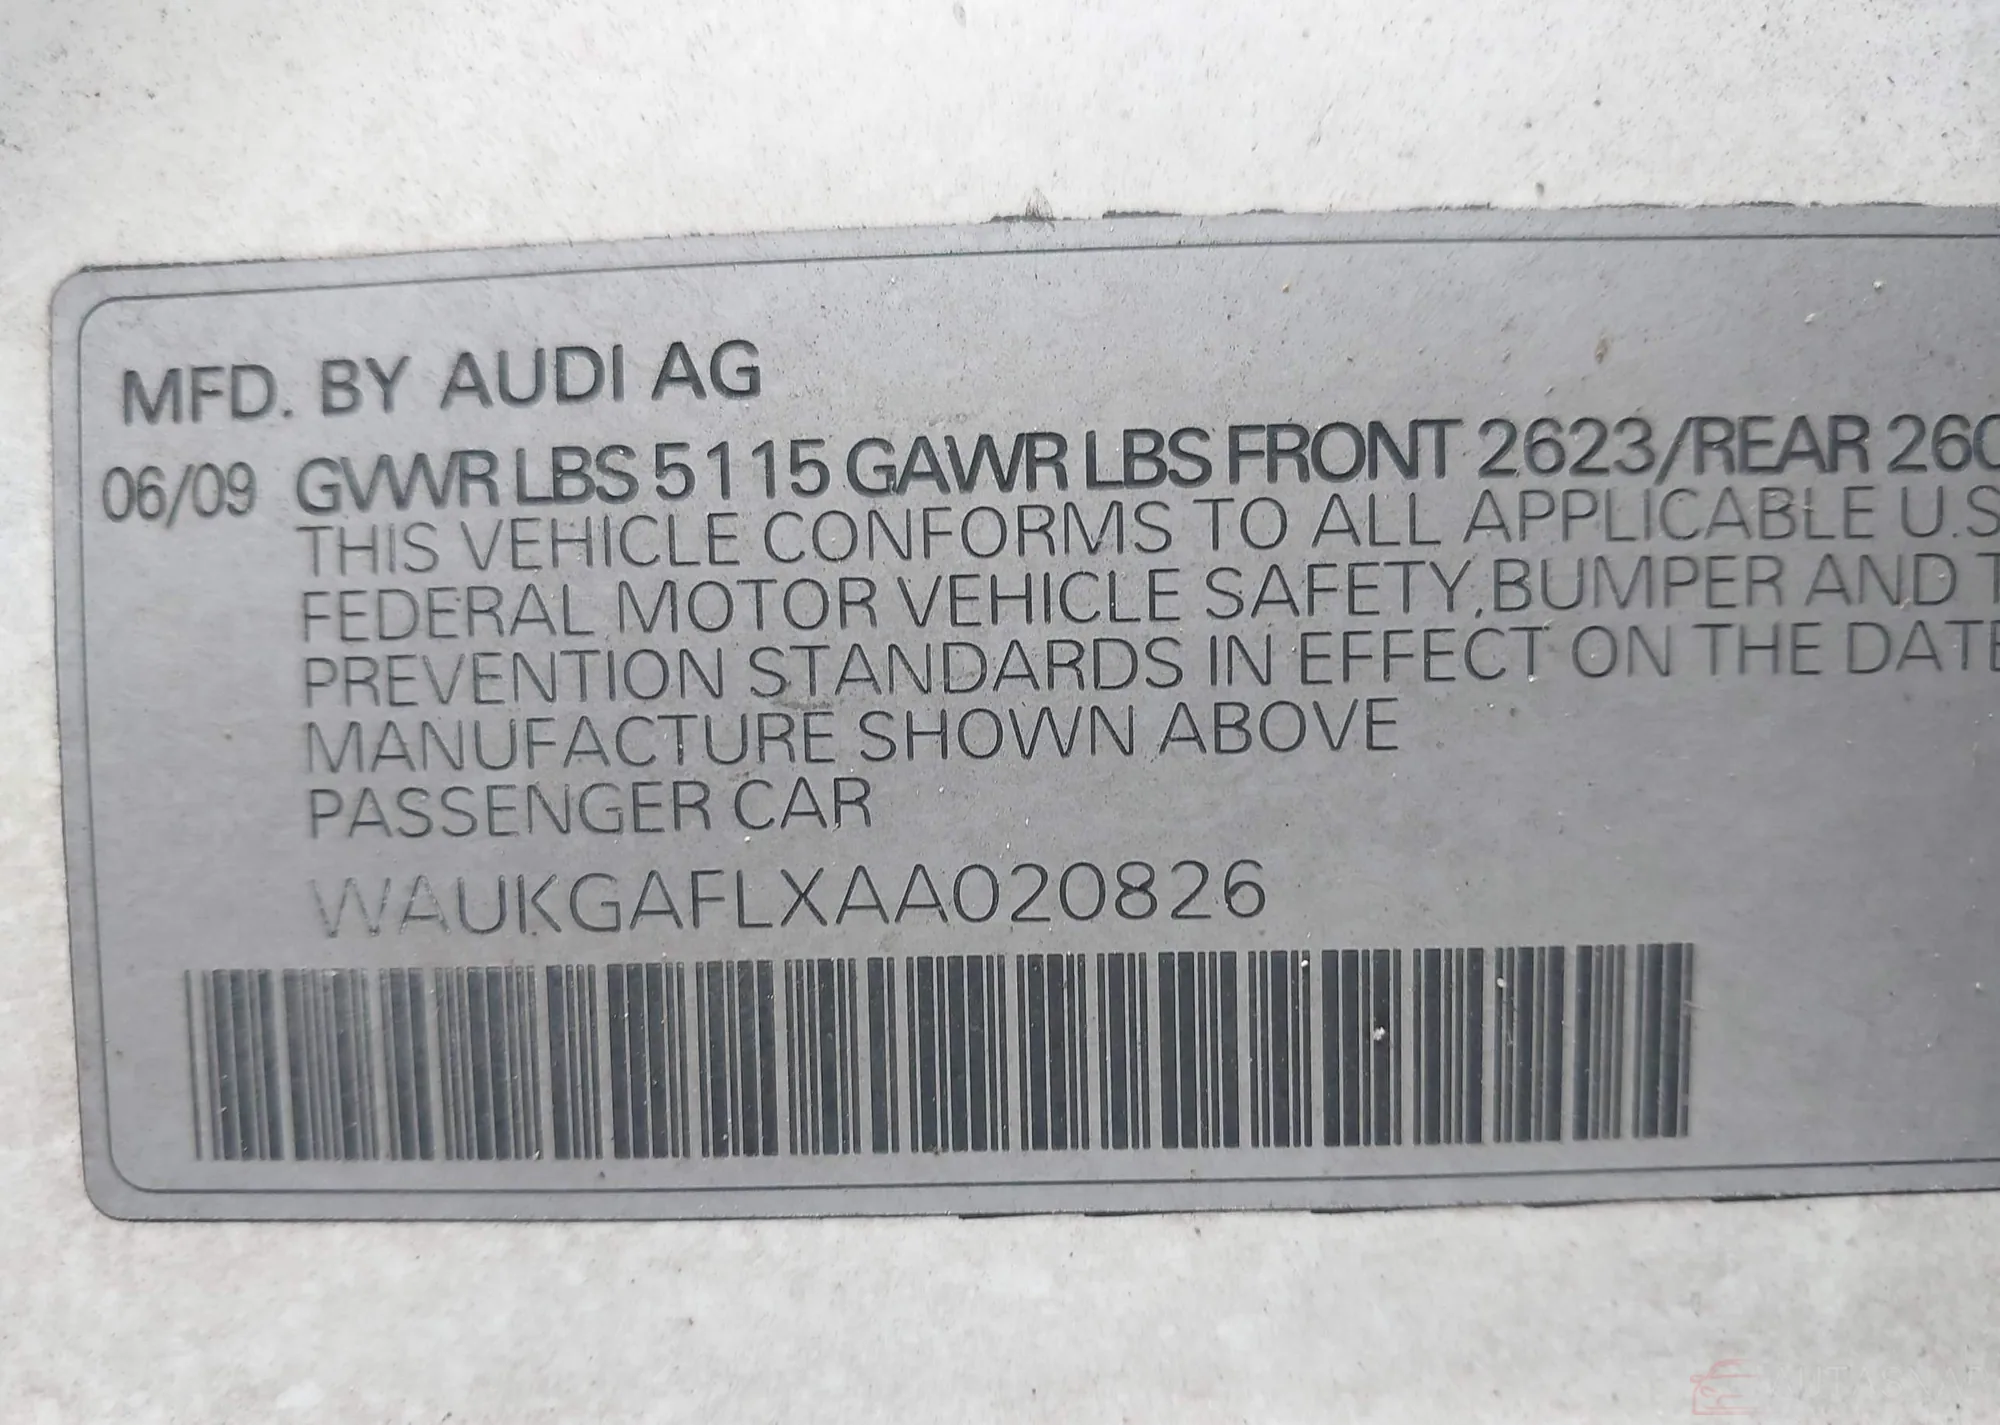 MFD. BY AUDI AG
06/09 GVWR LBS 5115 GAWR LBS FRONT 2623/REAR 260
THIS VEHICLE CONFORMS TO ALL APPLICABLE U.S
FEDERAL MOTOR VEHICLE SAFETY,BUMPER AND T
PREVENTION STANDARDS IN EFFECT ON THE DATE
MANUFACTURE SHOWN ABOVE
PASSENGER CAR
WAUKGAFLXAA020826